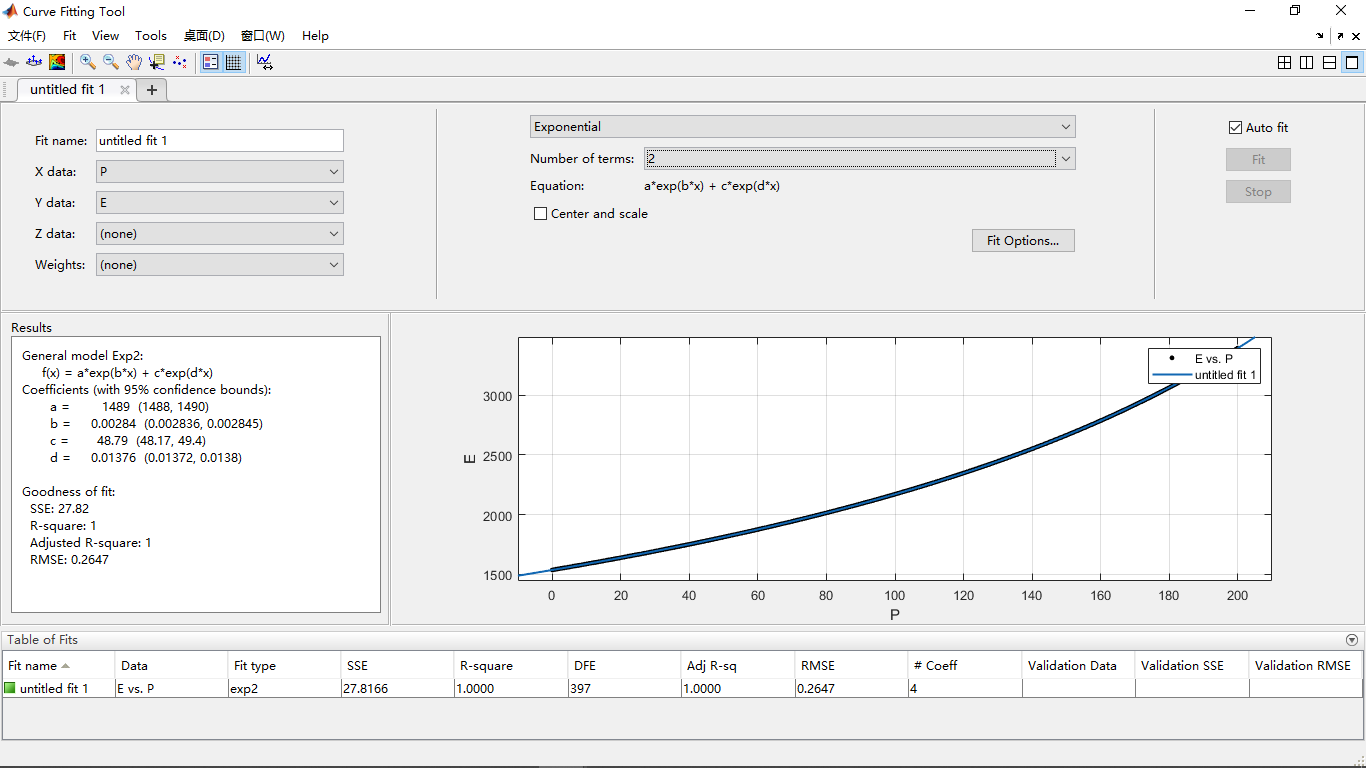 Curve Fitting Tool
文件(F) Fit View Tools 桌面(D) 窗口(W) Help
untitled fit 1
Fit name: untitled fit 1
X data: P
Y data: E
Z data: (none)
Weights: (none)
Exponential
Number of terms: 2
Equation: a*exp(b*x) + c*exp(d*x)
Center and scale
Fit Options...
Auto fit
Fit
Stop
Results
General model Exp2:
f(x) = a*exp(b*x) + c*exp(d*x)
Coefficients (with 95% confidence bounds):
a = 1489 (1488, 1490)
b = 0.00284 (0.002836, 0.002845)
c = 48.79 (48.17, 49.4)
d = 0.01376 (0.01372, 0.0138)
Goodness of fit:
SSE: 27.82
R-square: 1
Adjusted R-square: 1
RMSE: 0.2647
E vs. P
untitled fit 1
3000
2500
2000
1500
E
0 20 40 60 80 100 120 140 160 180 200
P
Table of Fits
Fit name Data Fit type SSE R-square DFE Adj R-sq RMSE # Coeff Validation Data Validation SSE Validation RMSE
untitled fit 1 E vs. P exp2 27.8166 1.0000 397 1.0000 0.2647 4